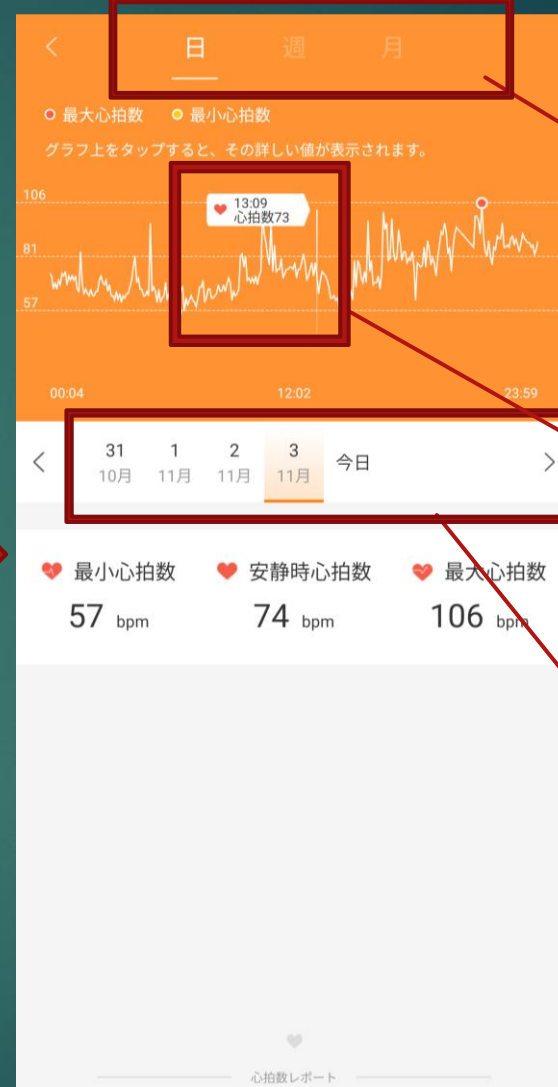 日 週 月
最大心拍数 最小心拍数
グラフ上をタップすると、その詳しい値が表示されます。
106
13:09
心拍数73
81
57
00:04 12:02 23:59
31 1 2 3 今日
10月 11月 11月 11月
最小心拍数 安静時心拍数 最大心拍数
57 bpm 74 bpm 106 bpm
心拍数レポート